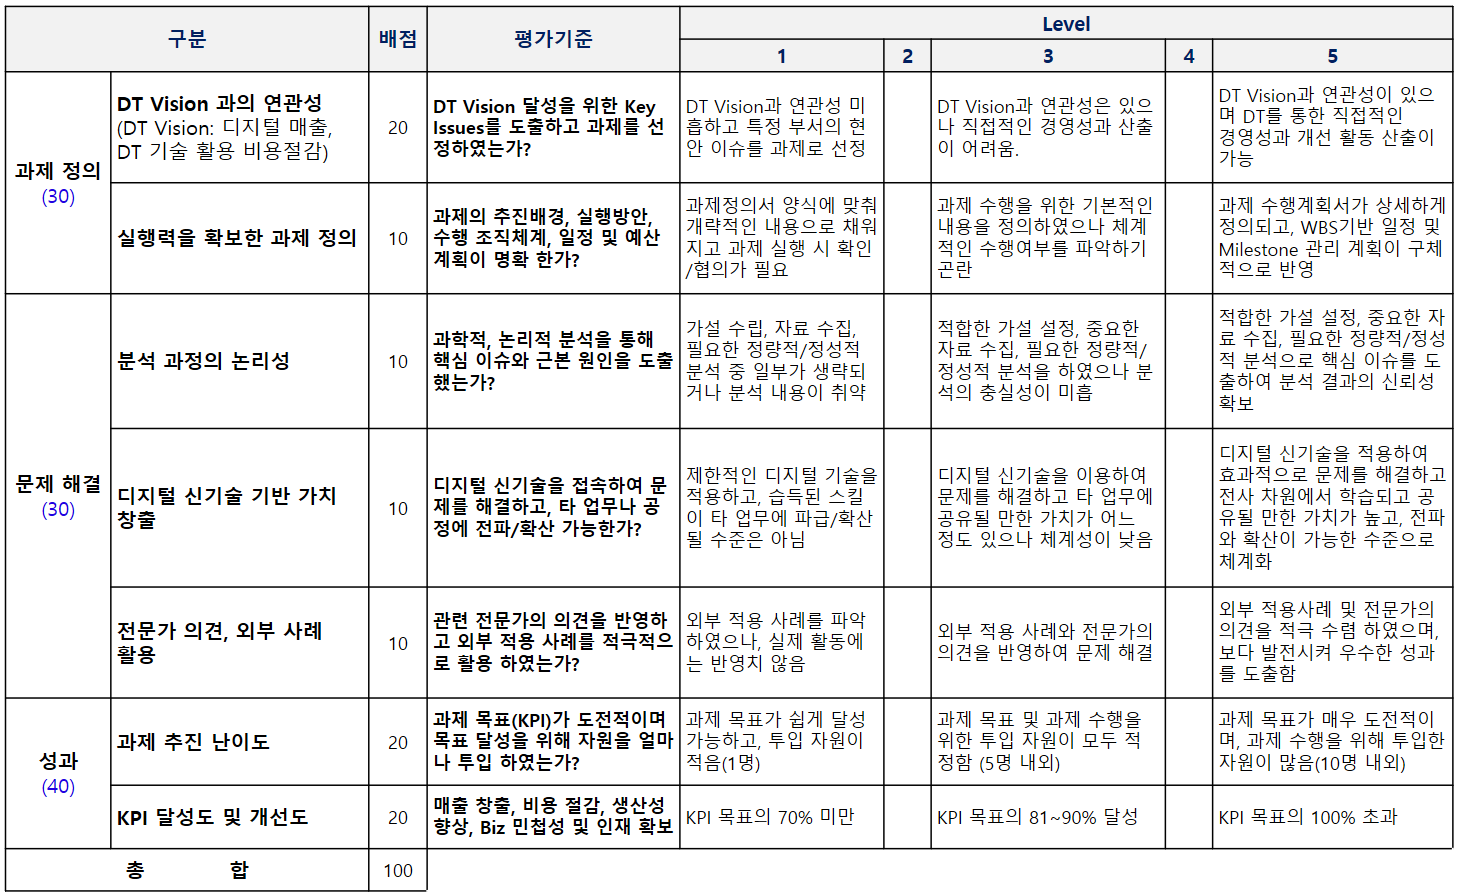 구분
배점
평가기준
Level
1
2
3
4
5
과제 정의
(30)
DT Vision 과의 연관성
(DT Vision: 디지털 매출,
DT 기술 활용 비용절감)
20
DT Vision 달성을 위한 Key
Issues를 도출하고 과제를 선
정하였는가?
DT Vision과 연관성 미
흡하고 특정 부서의 현
안 이슈를 과제로 선정
DT Vision과 연관성은 있으
나 직접적인 경영성과 산출
이 어려움.
DT Vision과 연관성이 있으
며 DT를 통한 직접적인
경영성과 개선 활동 산출이
가능
실행력을 확보한 과제 정의
10
과제의 추진배경, 실행방안,
수행 조직체계, 일정 및 예산
계획이 명확 한가?
과제정의서 양식에 맞춰
개략적인 내용으로 채워
지고 과제 실행 시 확인
/협의가 필요
과제 수행을 위한 기본적인
내용을 정의하였으나 체계
적인 수행여부를 파악하기
곤란
과제 수행계획서가 상세하게
정의되고, WBS기반 일정 및
Milestone 관리 계획이 구체
적으로 반영
문제 해결
(30)
분석 과정의 논리성
10
과학적, 논리적 분석을 통해
핵심 이슈와 근본 원인을 도출
했는가?
가설 수립, 자료 수집,
필요한 정량적/정성적
분석 중 일부가 생략되
거나 분석 내용이 취약
적합한 가설 설정, 중요한
자료 수집, 필요한 정량적/
정성적 분석을 하였으나 분
석의 충실성이 미흡
적합한 가설 설정, 중요한 자
료 수집, 필요한 정량적/정성
적 분석으로 핵심 이슈를 도
출하여 분석 결과의 신뢰성
확보
디지털 신기술 기반 가치
창출
10
디지털 신기술을 접속하여 문
제를 해결하고, 타 업무나 공
정에 전파/확산 가능한가?
제한적인 디지털 기술을
적용하고, 습득된 스킬
이 타 업무에 파급/확산
될 수준은 아님
디지털 신기술을 이용하여
문제를 해결하고 타 업무에
공유될 만한 가치가 어느
정도 있으나 체계성이 낮음
디지털 신기술을 적용하여
효과적으로 문제를 해결하고
전사 차원에서 학습되고 공
유될 만한 가치가 높고, 전파
와 확산이 가능한 수준으로
체계화
전문가 의견, 외부 사례
활용
10
관련 전문가의 의견을 반영하
고 외부 적용 사례를 적극적으
로 활용 하였는가?
외부 적용 사례를 파악
하였으나, 실제 활동에
는 반영치 않음
외부 적용 사례와 전문가의
의견을 반영하여 문제 해결
외부 적용사례 및 전문가의
의견을 적극 수렴 하였으며,
보다 발전시켜 우수한 성과
를 도출함
성과
(40)
과제 추진 난이도
20
과제 목표(KPI)가 도전적이며
목표 달성을 위해 자원을 얼마
나 투입 하였는가?
과제 목표가 쉽게 달성
가능하고, 투입 자원이
적음(1명)
과제 목표 및 과제 수행을
위한 투입 자원이 모두 적
정함 (5명 내외)
과제 목표가 매우 도전적이
며, 과제 수행을 위해 투입한
자원이 많음(10명 내외)
KPI 달성도 및 개선도
20
매출 창출, 비용 절감, 생산성
향상, Biz 민첩성 및 인재 확보
KPI 목표의 70% 미만
KPI 목표의 81~90% 달성
KPI 목표의 100% 초과
총 합
100